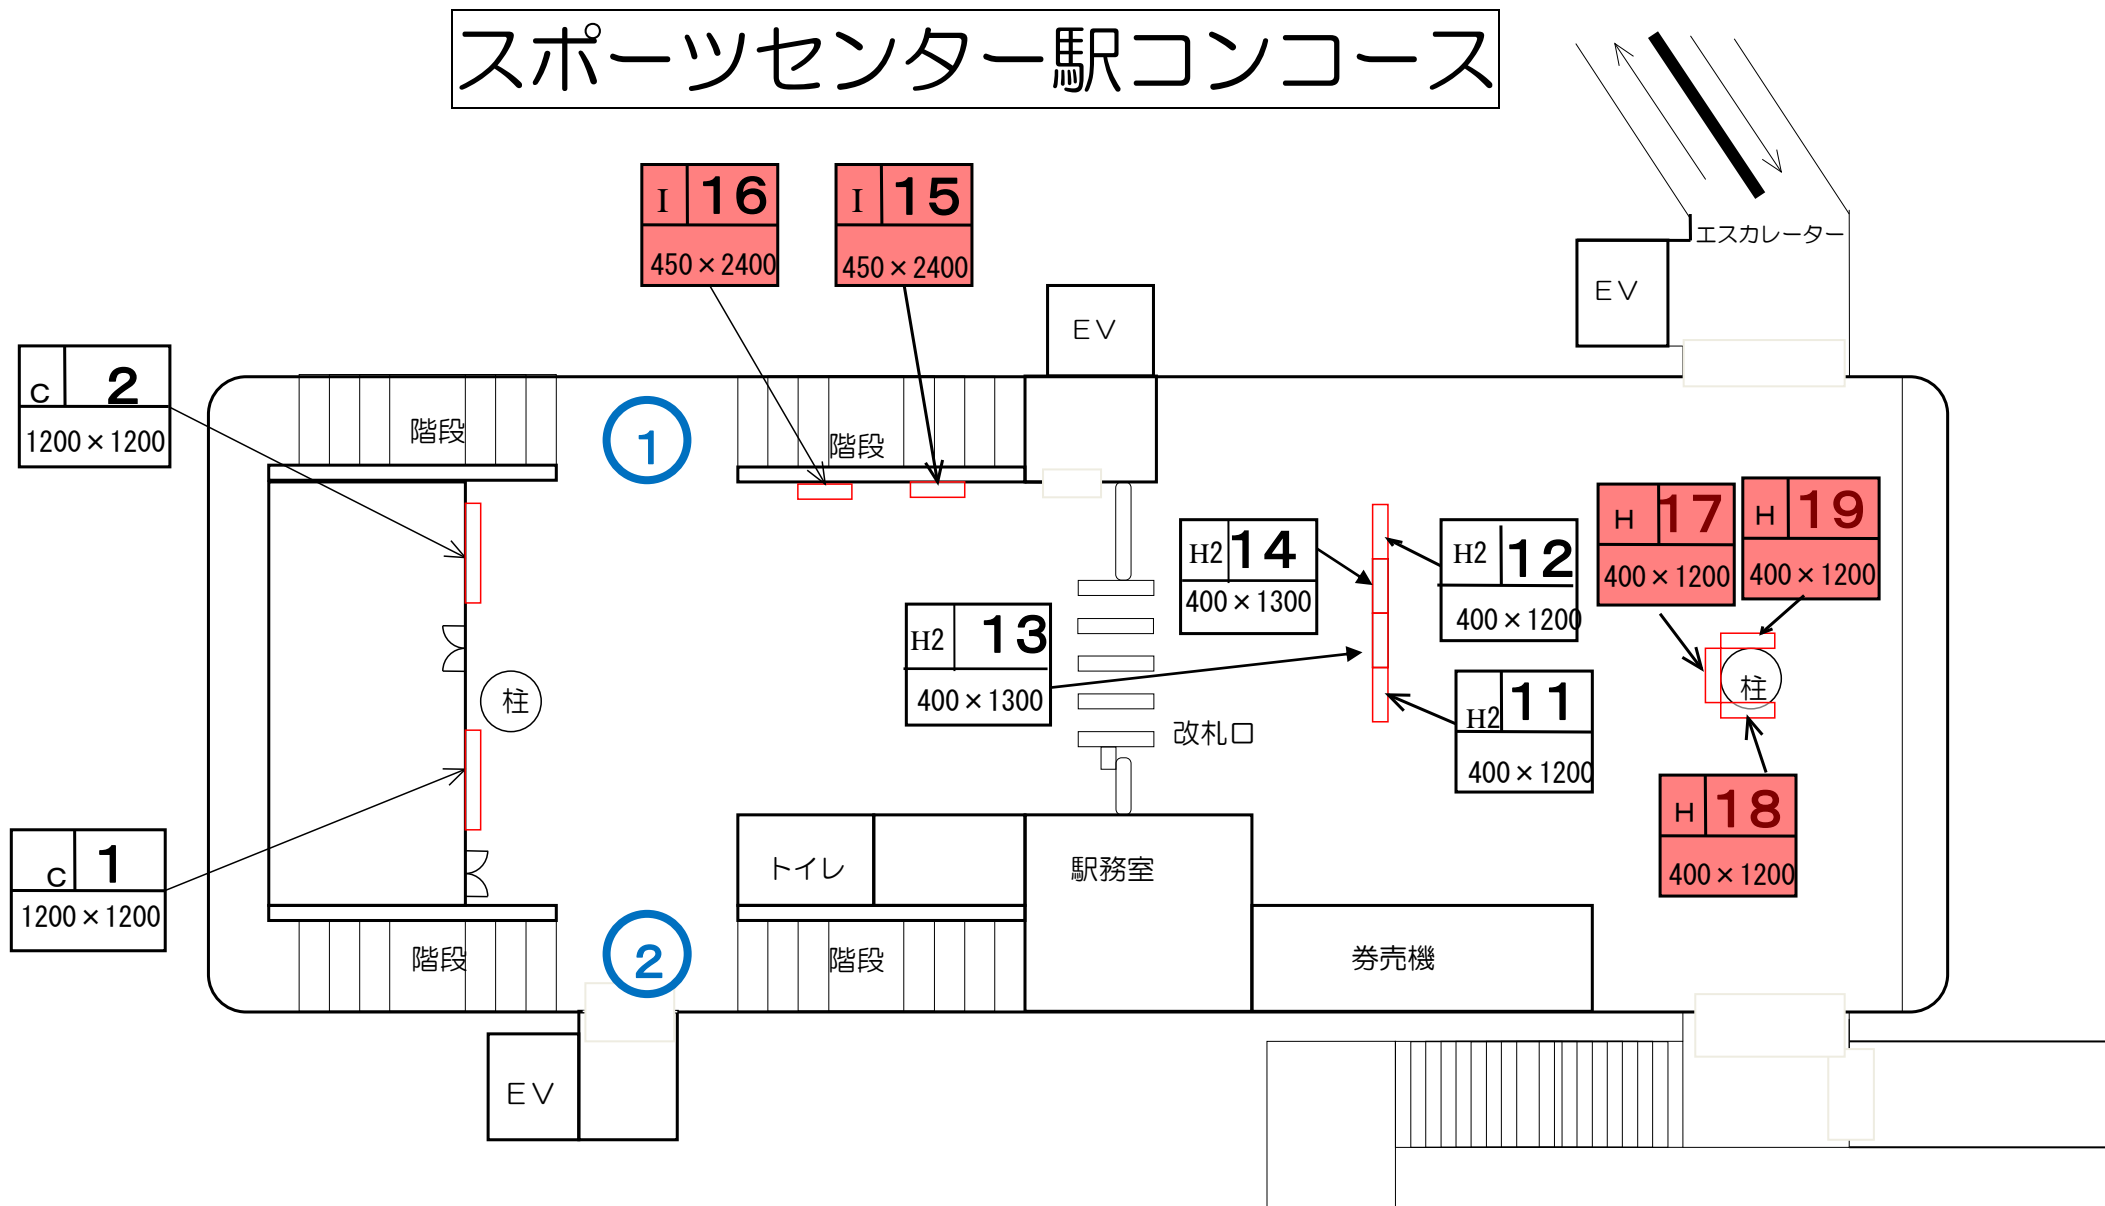 スポーツセンター駅コンコース
I 16
450×2400
I 15
450×2400
エスカレーター
EV
EV
C 2
1200×1200
階段
1
階段
H2 14
400×1300
H2 12
400×1200
H 17
400×1200
H 19
400×1200
H2 13
400×1300
柱
柱
改札口
H2 11
400×1200
H 18
400×1200
C 1
1200×1200
トイレ
駅務室
階段
2
階段
券売機
EV